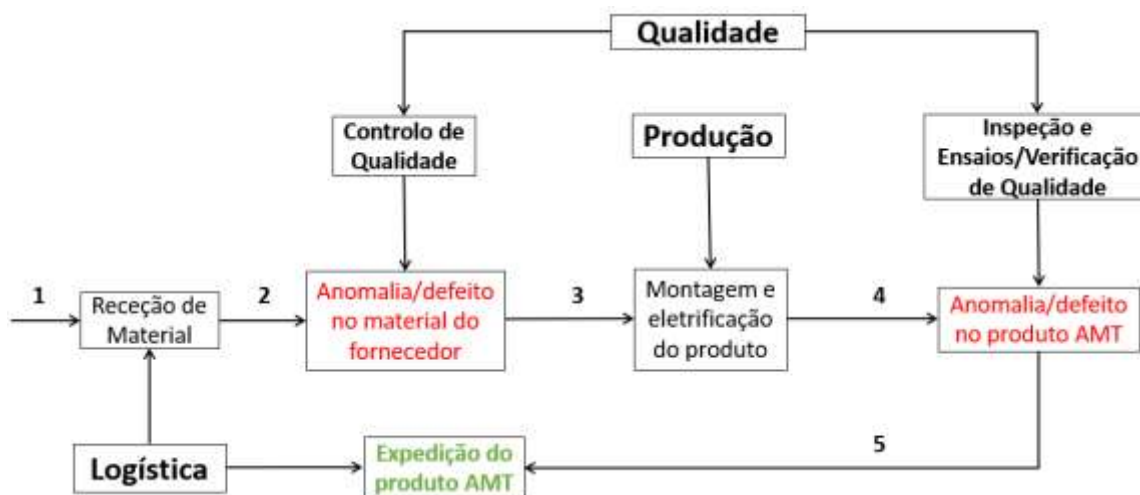 Qualidade
Controlo de
Qualidade
Produção
Inspeção e
Ensaios/Verificação
de Qualidade
1
Receção de
Material
2
Anomalia/defeito
no material do
fornecedor
3
Montagem e
eletrificação
do produto
4
Anomalia/defeito
no produto AMT
Logística
Expedição do
produto AMT
5